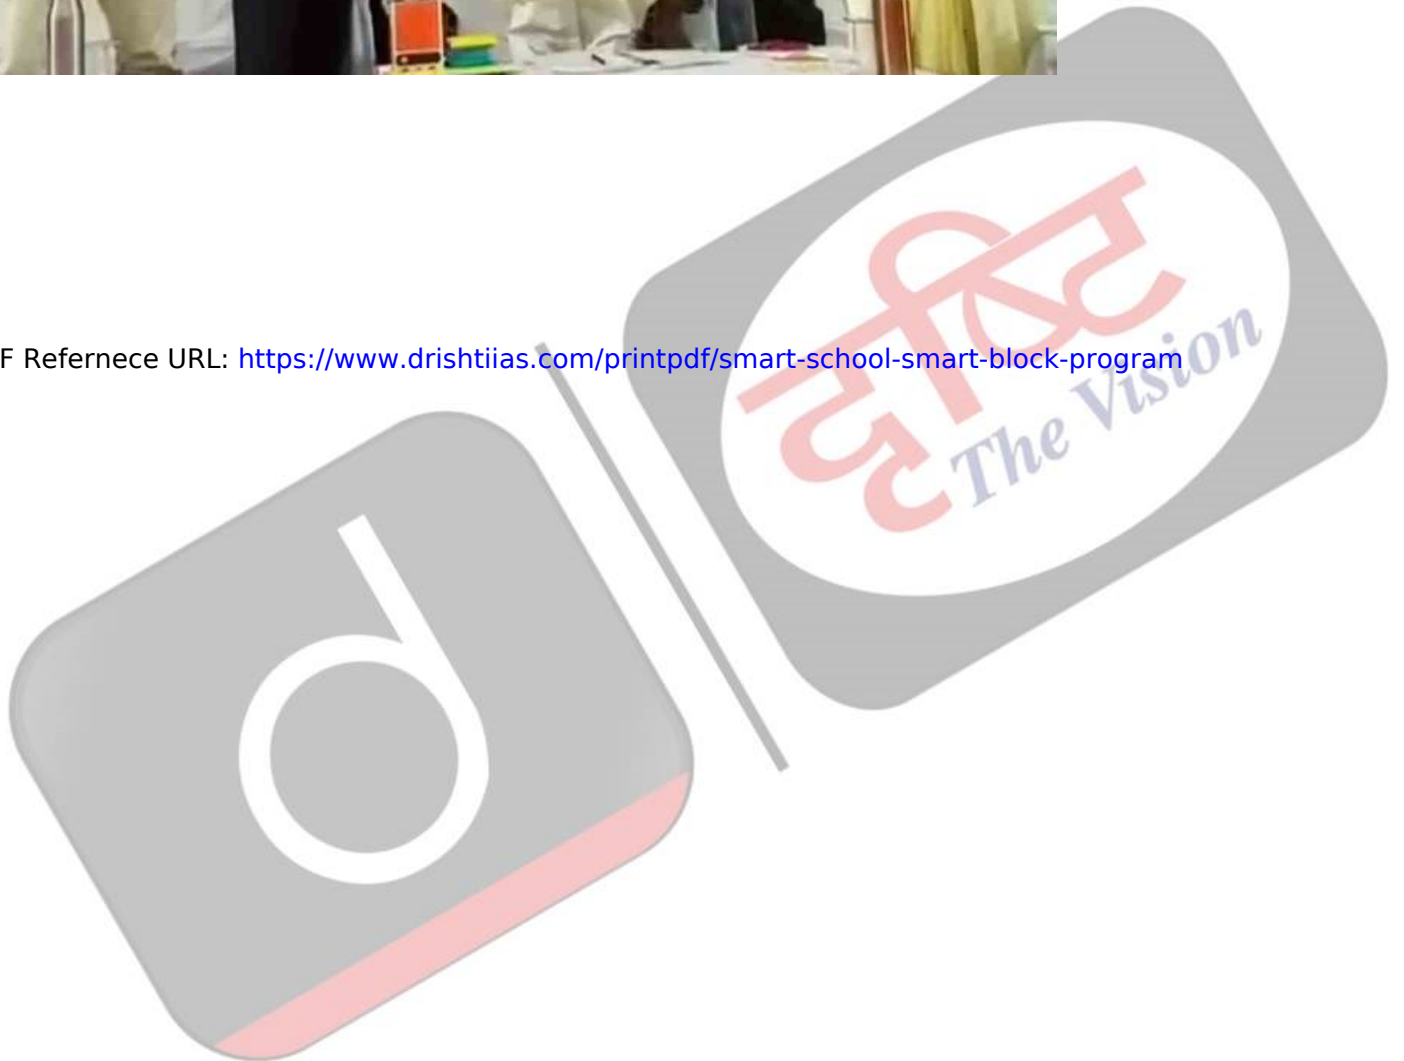 F Refernece URL: https://www.drishtiias.com/printpdf/smart-school-smart-block-program
दृष्टि
The Vision
d